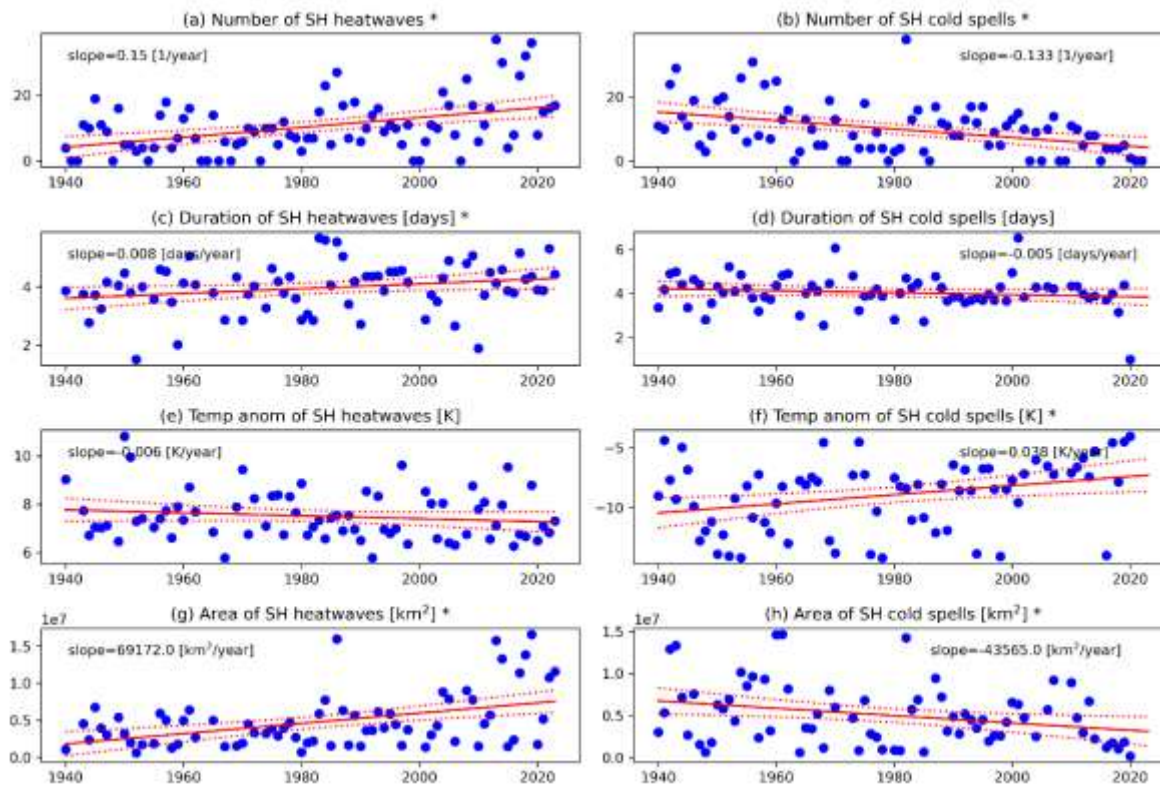 (a) Number of SH heatwaves *
slope=0.15 [1/year]
20
0
1940 1960 1980 2000 2020
(b) Number of SH cold spells *
slope=-0.133 [1/year]
20
0
1940 1960 1980 2000 2020
(c) Duration of SH heatwaves [days] *
slope=0.008 [days/year]
4
2
1940 1960 1980 2000 2020
(d) Duration of SH cold spells [days]
slope=-0.005 [days/year]
6
4
2
1940 1960 1980 2000 2020
(e) Temp anom of SH heatwaves [K]
slope=-0.006 [K/year]
10
8
6
1940 1960 1980 2000 2020
(f) Temp anom of SH cold spells [K] *
slope=0.038 [K/year]
−5
−10
1940 1960 1980 2000 2020
(g) Area of SH heatwaves [km²] *
1e7
slope=69172.0 [km²/year]
1.5
1.0
0.5
0.0
1940 1960 1980 2000 2020
(h) Area of SH cold spells [km²] *
1e7
slope=-43565.0 [km²/year]
1.5
1.0
0.5
0.0
1940 1960 1980 2000 2020